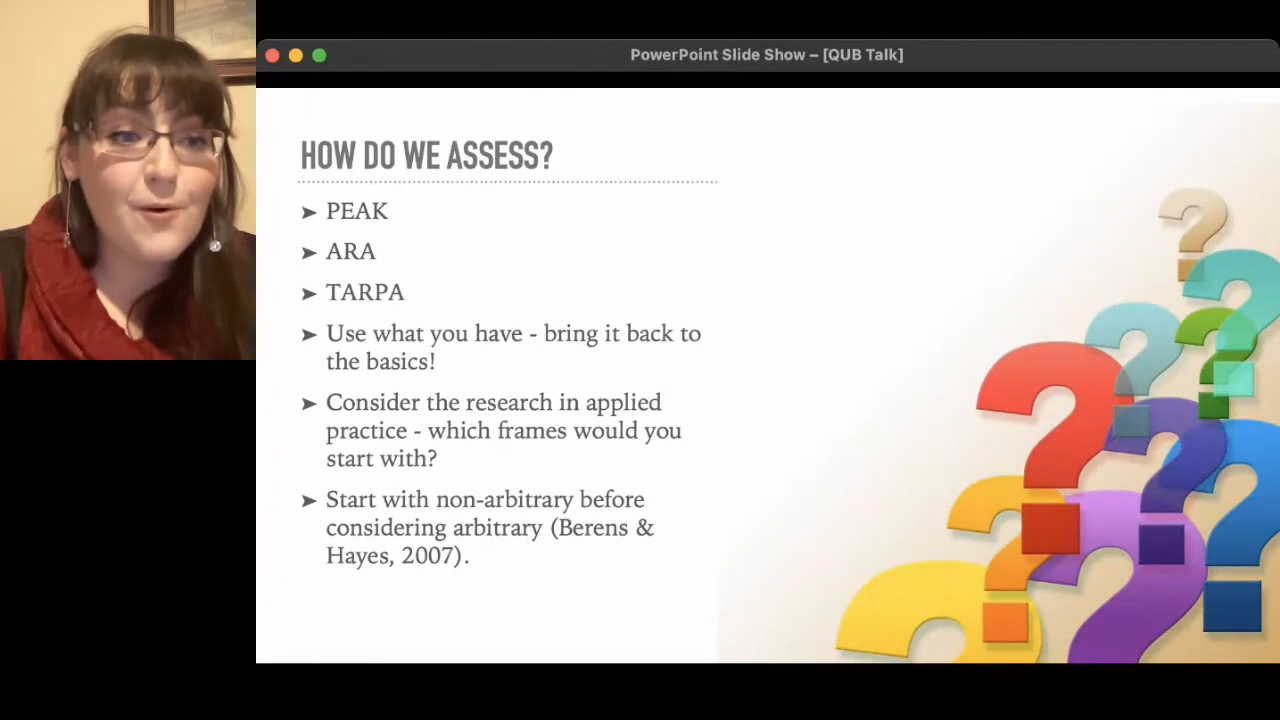 PowerPoint Slide Show – [QUB Talk]
HOW DO WE ASSESS?
➤ PEAK
➤ ARA
➤ TARPA
➤ Use what you have - bring it back to
the basics!
➤ Consider the research in applied
practice - which frames would you
start with?
➤ Start with non-arbitrary before
considering arbitrary (Berens &
Hayes, 2007).